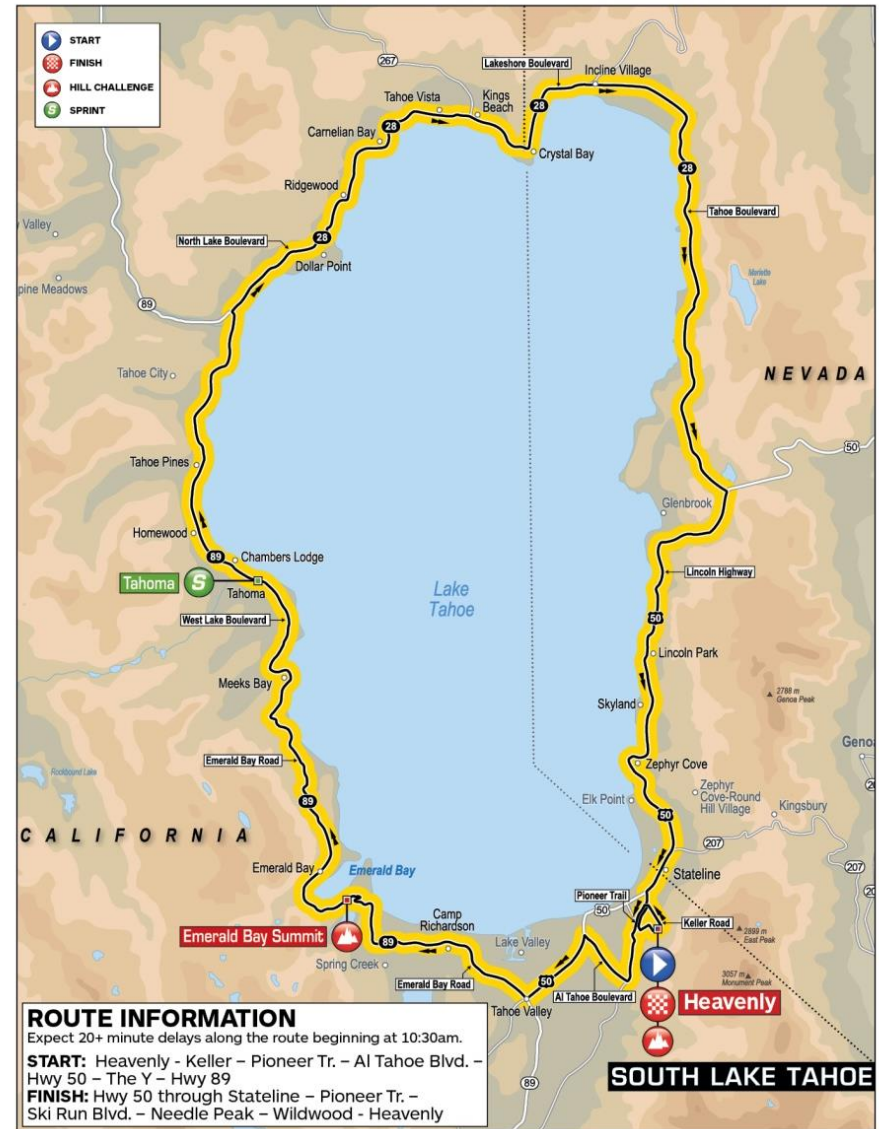 START
FINISH
HILL CHALLENGE
SPRINT
267
Lakeshore Boulevard
Incline Village
Tahoe Vista
Kings
Beach
28
28
Carnelian Bay
Crystal Bay
28
Ridgewood
Tahoe Boulevard
Valley
North Lake Boulevard
28
Dollar Point
pine Meadows
89
Marlette
Lake
Tahoe City
NEVADA
50
Tahoe Pines
Glenbrook
Homewood
89
Chambers Lodge
Tahoma
S
Tahoma
Lincoln Highway
Lake
Tahoe
West Lake Boulevard
50
Lincoln Park
Meeks Bay
2788 m
Genoa Peak
Skyland
Genoa
Emerald Bay Road
Zephyr Cove
Rockbound Lake
Elk Point
Zephyr
Cove-Round
Hill Village
Kingsbury
89
50
CALIFORNIA
207
207
Emerald Bay
Emerald Bay
Stateline
Pioneer Trail
50
Keller Road
Emerald Bay Summit
Camp
Richardson
89
Lake Valley
2899 m
East Peak
Spring Creek
Emerald Bay Road
50
Al Tahoe Boulevard
3057 m
Monument Peak
Tahoe Valley
Heavenly
89
SOUTH LAKE TAHOE
ROUTE INFORMATION
Expect 20+ minute delays along the route beginning at 10:30am.
START: Heavenly - Keller – Pioneer Tr. – Al Tahoe Blvd. –
Hwy 50 – The Y – Hwy 89
FINISH: Hwy 50 through Stateline – Pioneer Tr. –
Ski Run Blvd. – Needle Peak – Wildwood - Heavenly